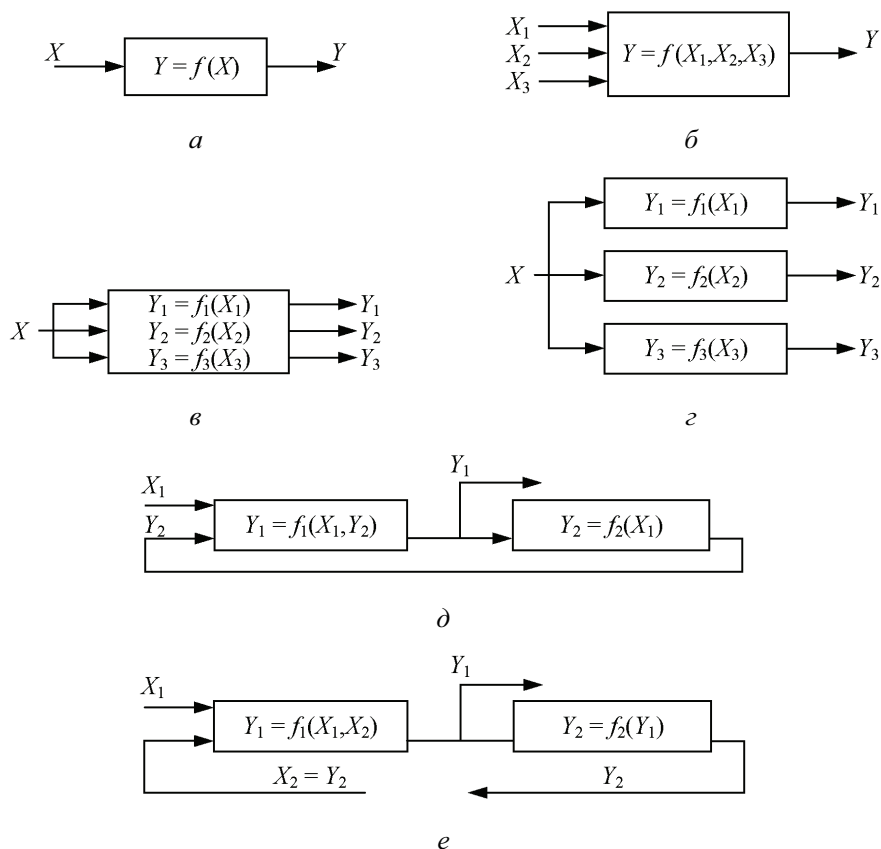 X Y = f (X) Y
а
X₁
X₂ Y = f (X₁,X₂,X₃) Y
X₃
б
X Y₁ = f₁(X₁) Y₁
Y₂ = f₂(X₂) Y₂
Y₃ = f₃(X₃) Y₃
в
Y₁ = f₁(X₁) Y₁
X Y₂ = f₂(X₂) Y₂
Y₃ = f₃(X₃) Y₃
г
X₁ Y₁
Y₂ Y₁ = f₁(X₁,Y₂) Y₂ = f₂(X₁)
д
X₁ Y₁
Y₁ = f₁(X₁,X₂) Y₂ = f₂(Y₁)
X₂ = Y₂ Y₂
е